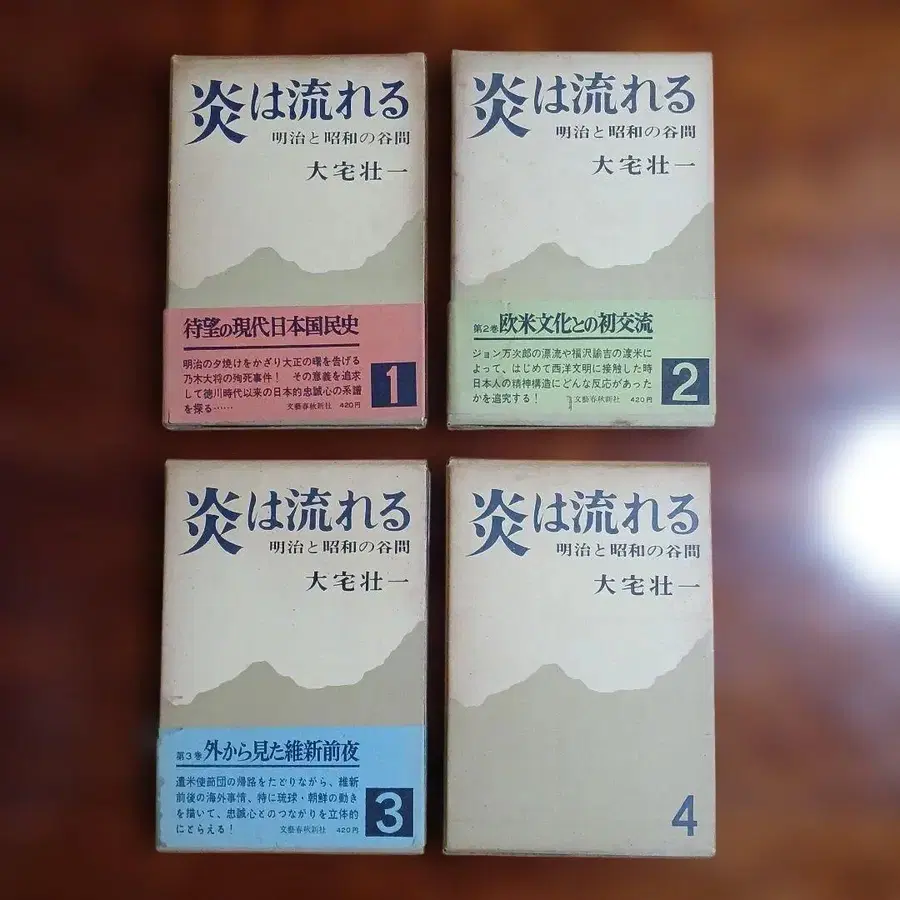 炎は流れる
明治と昭和の谷間
大宅壮一
待望の現代日本国民史
明治の夕焼けをかざり大正の曙を告げる
乃木大将の殉死事件！ その意義を追求
して徳川時代以来の日本的忠誠心の系譜
を探る……
文藝春秋新社 420円
1
炎は流れる
明治と昭和の谷間
大宅壮一
第2巻 欧米文化との初交流
ジョン万次郎の漂流や福沢諭吉の渡米に
よって、はじめて西洋文明に接触した時
日本人の精神構造にどんな反応があった
かを追究する！
文藝春秋新社 420円
2
炎は流れる
明治と昭和の谷間
大宅壮一
第3巻 外から見た維新前夜
遣米使節団の帰路をたどりながら、維新
前後の海外事情、特に琉球・朝鮮の動き
を描いて、忠誠心とのつながりを立体的
にとらえる！
文藝春秋新社 420円
3
炎は流れる
明治と昭和の谷間
大宅壮一
4